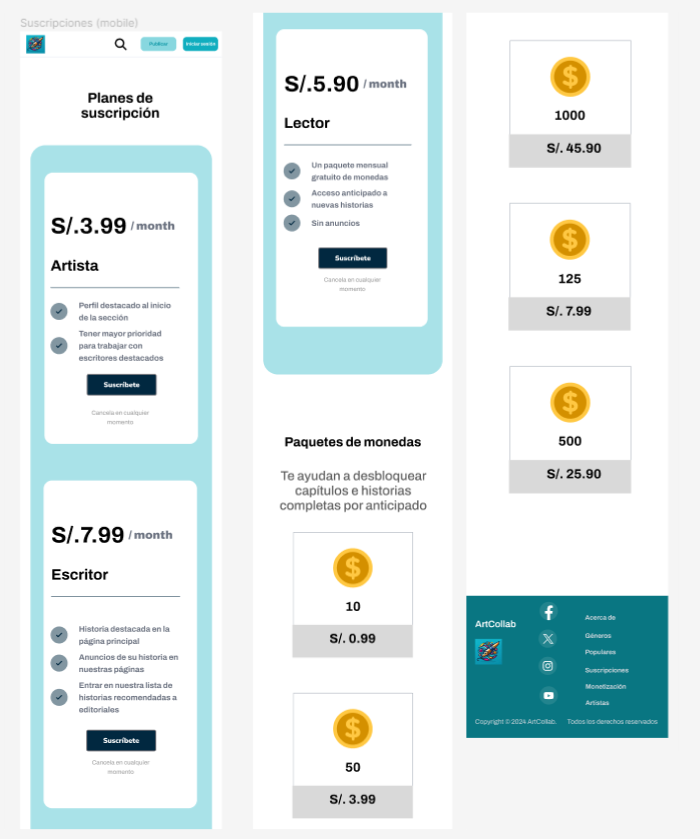 Suscripciones (mobile)
Publicar
Iniciar sesión
Planes de
suscripción
S/.3.99 / month
Artista
Perfil destacado al inicio
de la sección
Tener mayor prioridad
para trabajar con
escritores destacados
Suscríbete
Cancela en cualquier
momento
S/.7.99 / month
Escritor
Historia destacada en la
página principal
Anuncios de su historia en
nuestras páginas
Entrar en nuestra lista de
historias recomendadas a
editoriales
Suscríbete
Cancela en cualquier
momento
S/.5.90 / month
Lector
Un paquete mensual
gratuito de monedas
Acceso anticipado a
nuevas historias
Sin anuncios
Suscríbete
Cancela en cualquier
momento
Paquetes de monedas
Te ayudan a desbloquear
capítulos e historias
completas por anticipado
$
10
S/. 0.99
$
50
S/. 3.99
$
1000
S/. 45.90
$
125
S/. 7.99
$
500
S/. 25.90
ArtCollab
Acerca de
Géneros
Populares
Suscripciones
Monetización
Artistas
Copyright © 2024 ArtCollab.
Todos los derechos reservados